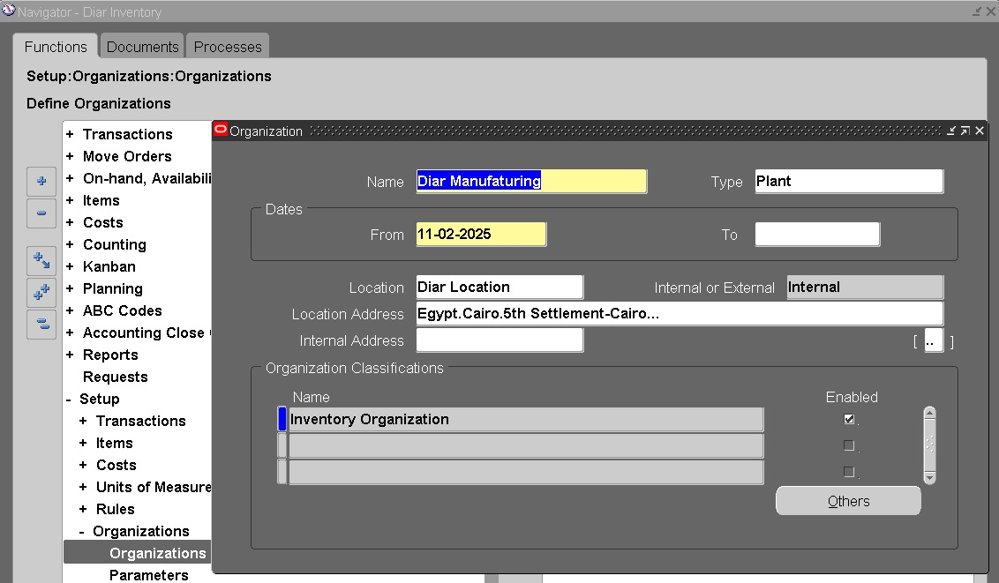 Navigator - Diar Inventory
Functions
Documents
Processes
Setup:Organizations:Organizations
Define Organizations
+ Transactions
+ Move Orders
+ On-hand, Availabili
+ Items
+ Costs
+ Counting
+ Kanban
+ Planning
+ ABC Codes
+ Accounting Close
+ Reports
Requests
- Setup
+ Transactions
+ Items
+ Costs
+ Units of Measure
+ Rules
- Organizations
Organizations
Parameters
Organization
Name Diar Manufaturing Type Plant
Dates
From 11-02-2025 To
Location Diar Location Internal or External Internal
Location Address Egypt.Cairo.5th Settlement-Cairo...
Internal Address [ .. ]
Organization Classifications
Name Enabled
Inventory Organization
Others